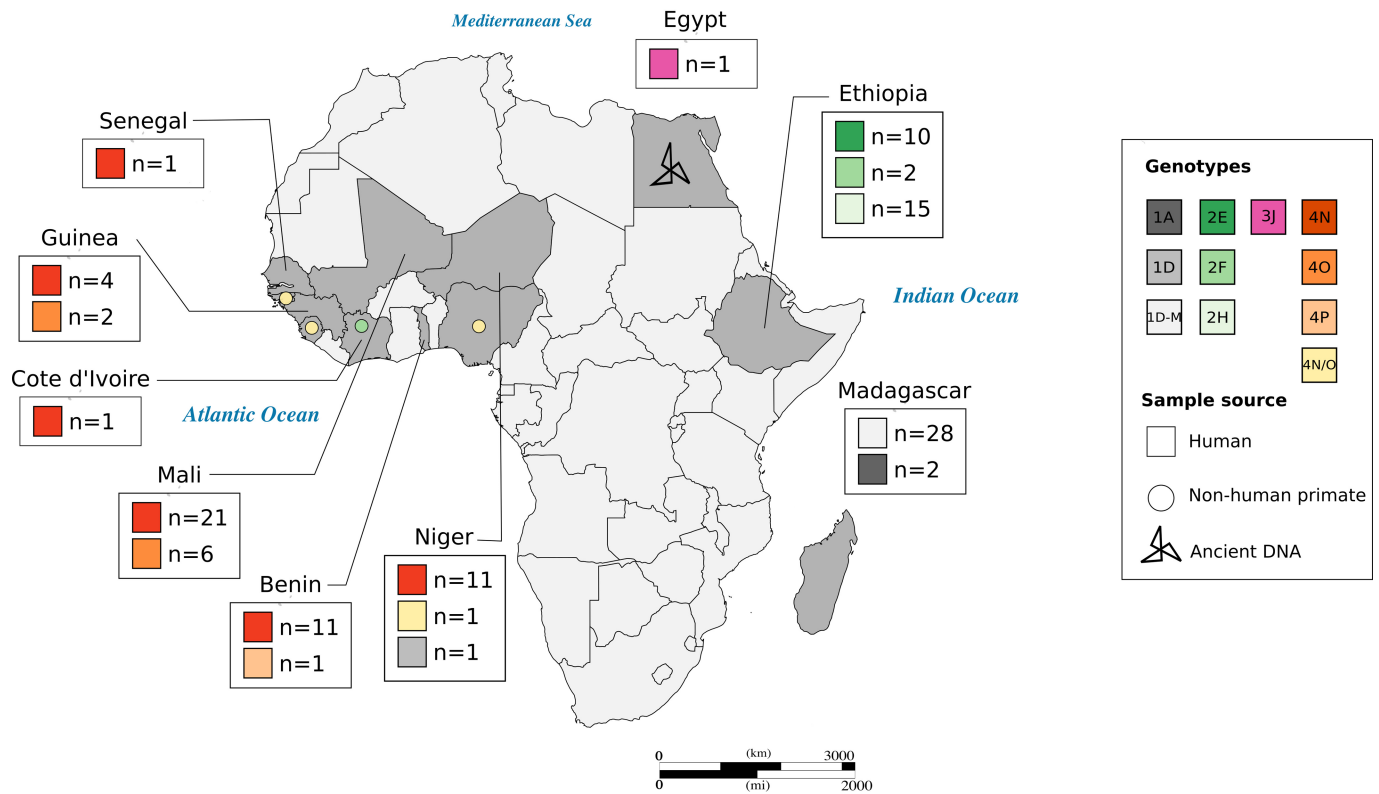 Mediterranean Sea
Egypt
n=1
Ethiopia
n=10
n=2
n=15
Senegal
n=1
Guinea
n=4
n=2
Cote d'Ivoire
n=1
Atlantic Ocean
Indian Ocean
Mali
n=21
n=6
Benin
n=11
n=1
Niger
n=11
n=1
n=1
Madagascar
n=28
n=2
Genotypes
1A 2E 3J 4N
1D 2F 4O
1D-M 2H 4P
4N/O
Sample source
Human
Non-human primate
Ancient DNA
0 (km) 3000
0 (mi) 2000